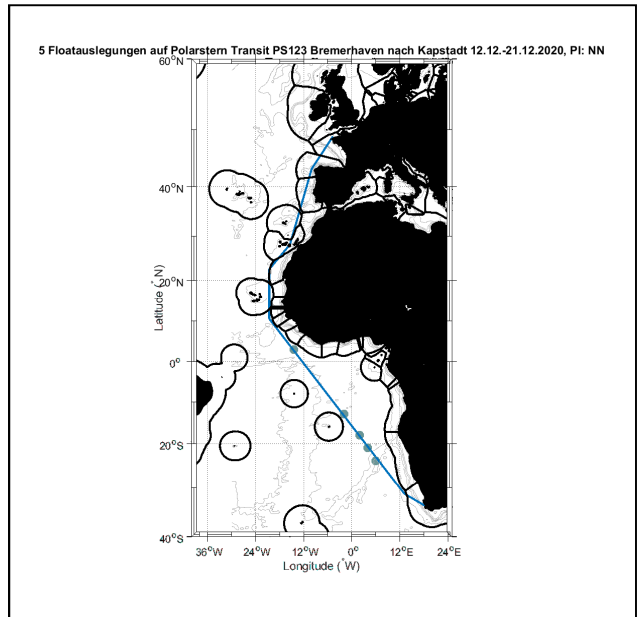 5 Floatauslegungen auf Polarstern Transit PS123 Bremerhaven nach Kapstadt 12.12.-21.12.2020, PI: NN
60°N
40°N
20°N
0°
20°S
40°S
Latitude (°N)
36°W 24°W 12°W 0° 12°E 24°E
Longitude (°W)